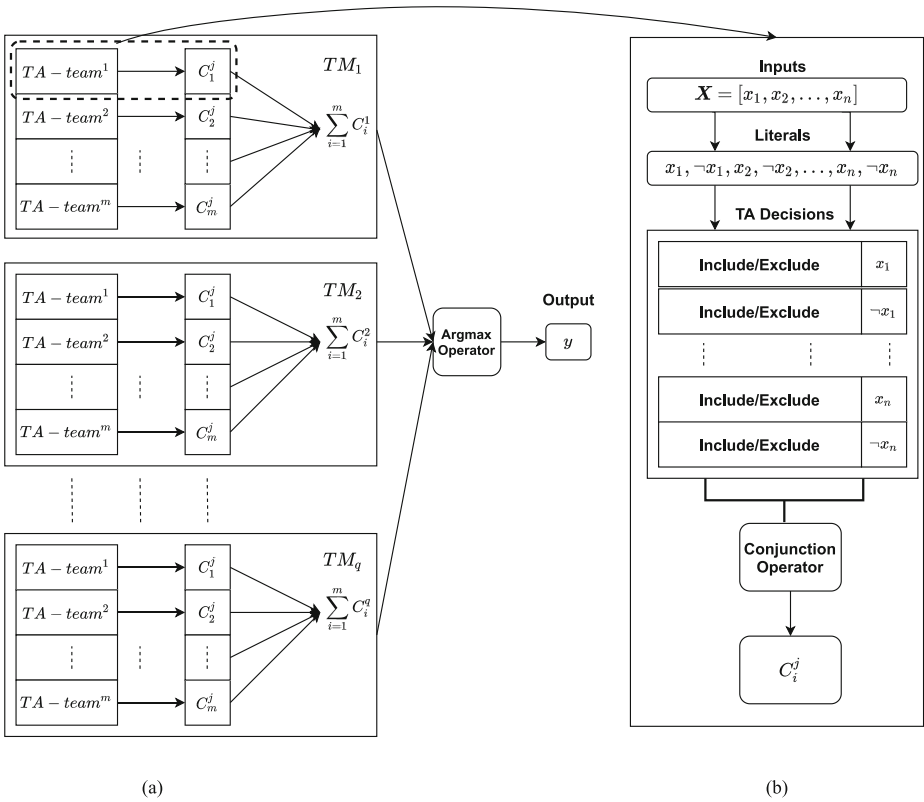 TM₁
TA − team¹ C₁ʲ
TA − team² C₂ʲ
TA − teamᵐ Cₘʲ
∑ᵢ₌₁ᵐ Cᵢ¹
TM₂
TA − team¹ C₁ʲ
TA − team² C₂ʲ
TA − teamᵐ Cₘʲ
∑ᵢ₌₁ᵐ Cᵢ²
TM_q
TA − team¹ C₁ʲ
TA − team² C₂ʲ
TA − teamᵐ Cₘʲ
∑ᵢ₌₁ᵐ Cᵢ^q
Argmax
Operator
Output
y
(a)
Inputs
X = [x₁, x₂, . . . , xₙ]
Literals
x₁, ¬x₁, x₂, ¬x₂, . . . , xₙ, ¬xₙ
TA Decisions
Include/Exclude x₁
Include/Exclude ¬x₁
Include/Exclude xₙ
Include/Exclude ¬xₙ
Conjunction
Operator
Cᵢʲ
(b)